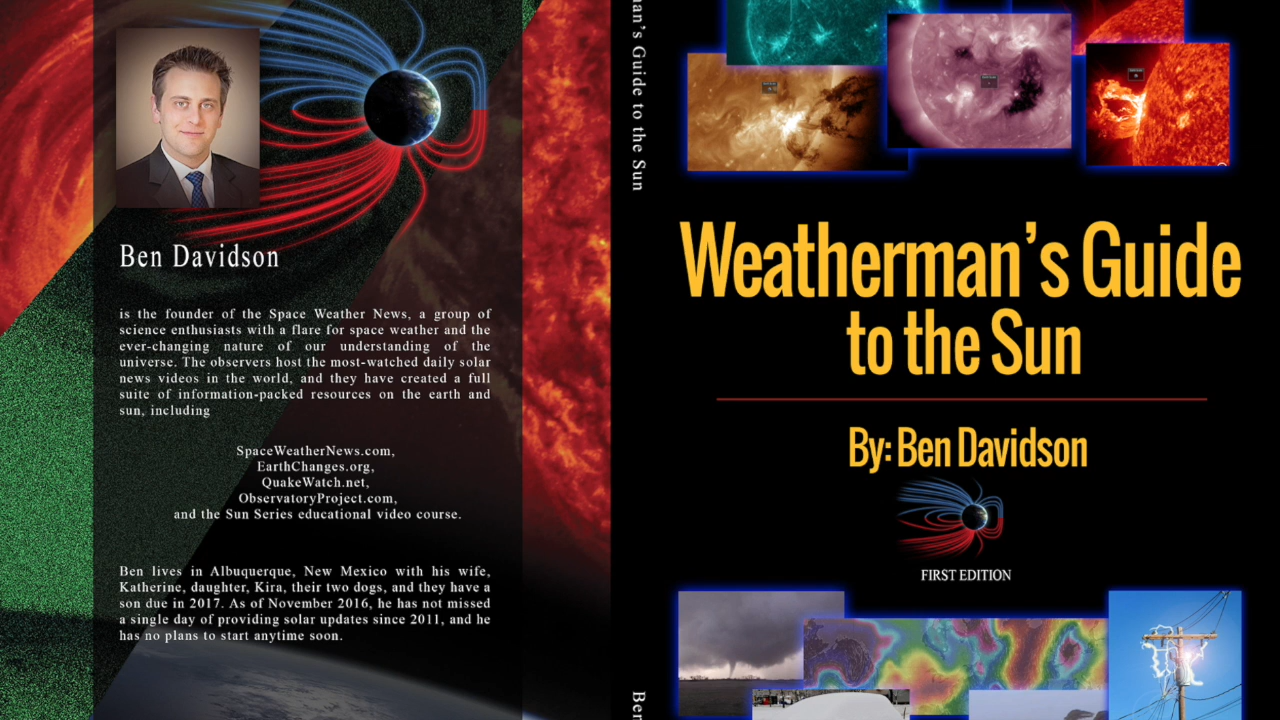 Ben Davidson
is the founder of the Space Weather News, a group of
science enthusiasts with a flare for space weather and the
ever-changing nature of our understanding of the
universe. The observers host the most-watched daily solar
news videos in the world, and they have created a full
suite of information-packed resources on the earth and
sun, including
SpaceWeatherNews.com,
EarthChanges.org,
QuakeWatch.net,
ObservatoryProject.com,
and the Sun Series educational video course.
Ben lives in Albuquerque, New Mexico with his wife,
Katherine, daughter, Kira, their two dogs, and they have a
son due in 2017. As of November 2016, he has not missed
a single day of providing solar updates since 2011, and he
has no plans to start anytime soon.
man's Guide to the Sun
Ben
Weatherman's Guide
to the Sun
By: Ben Davidson
FIRST EDITION